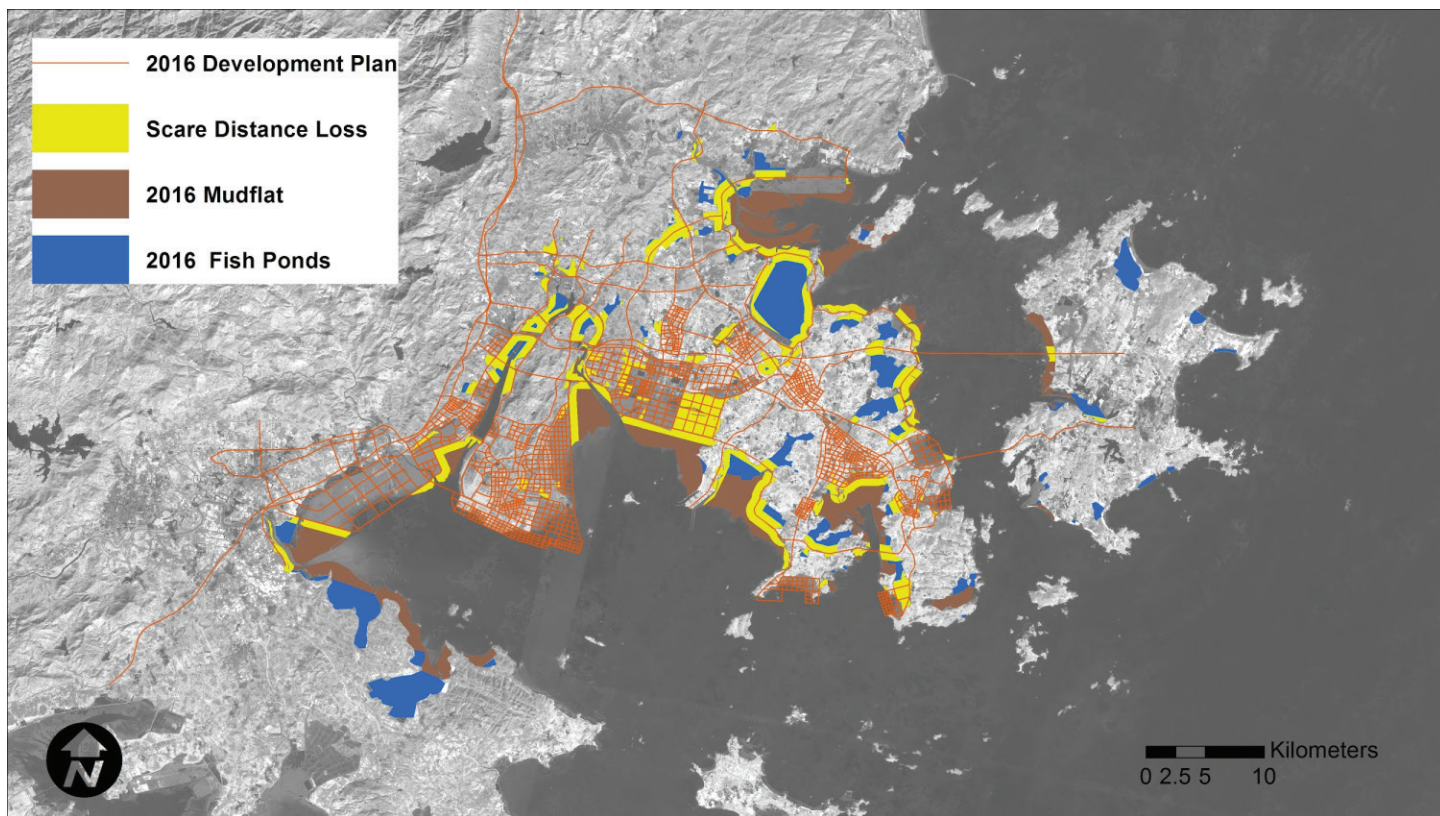 2016 Development Plan
Scare Distance Loss
2016 Mudflat
2016 Fish Ponds
N
Kilometers
0 2.5 5 10